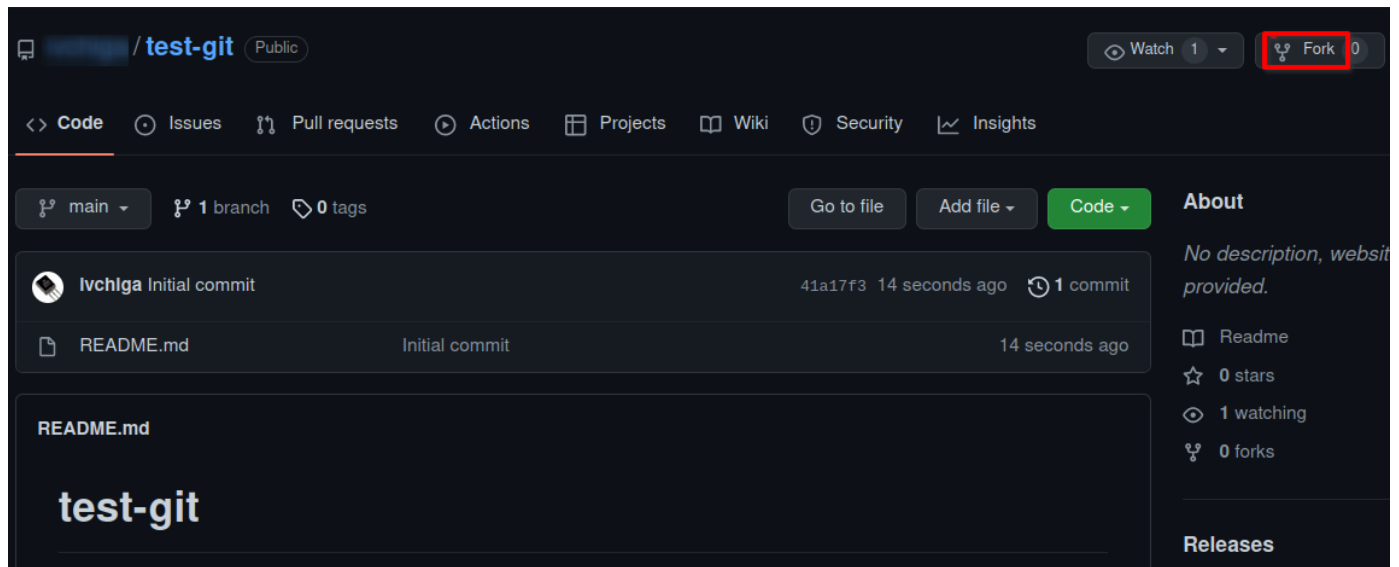 / test-git Public Watch 1 Fork 0
Code Issues Pull requests Actions Projects Wiki Security Insights
main 1 branch 0 tags Go to file Add file Code
lvchlga Initial commit 41a17f3 14 seconds ago 1 commit
README.md Initial commit 14 seconds ago
README.md
test-git
About
No description, websit
provided.
Readme
0 stars
1 watching
0 forks
Releases